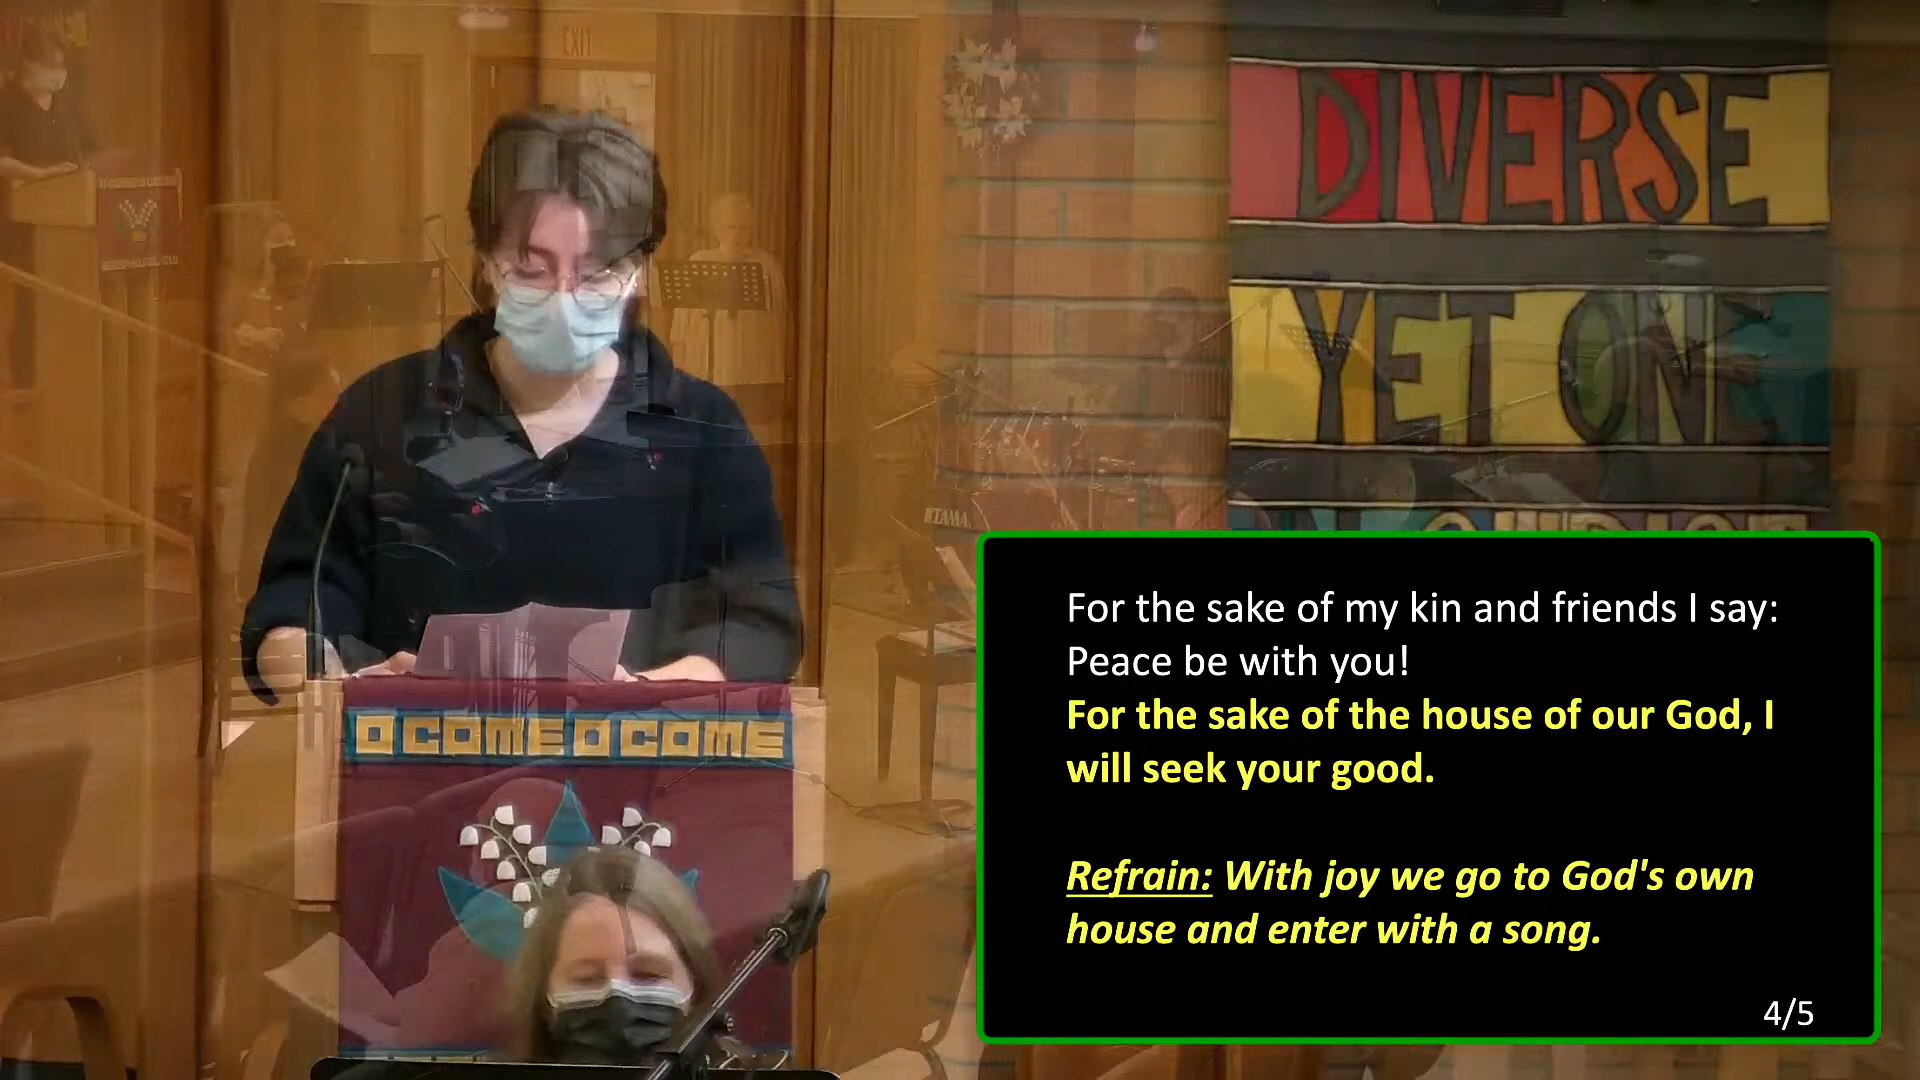 EXIT
DIVERSE
YET ONE
TAMA
O COME O COME
For the sake of my kin and friends I say:
Peace be with you!
For the sake of the house of our God, I
will seek your good.
Refrain: With joy we go to God's own
house and enter with a song.
4/5